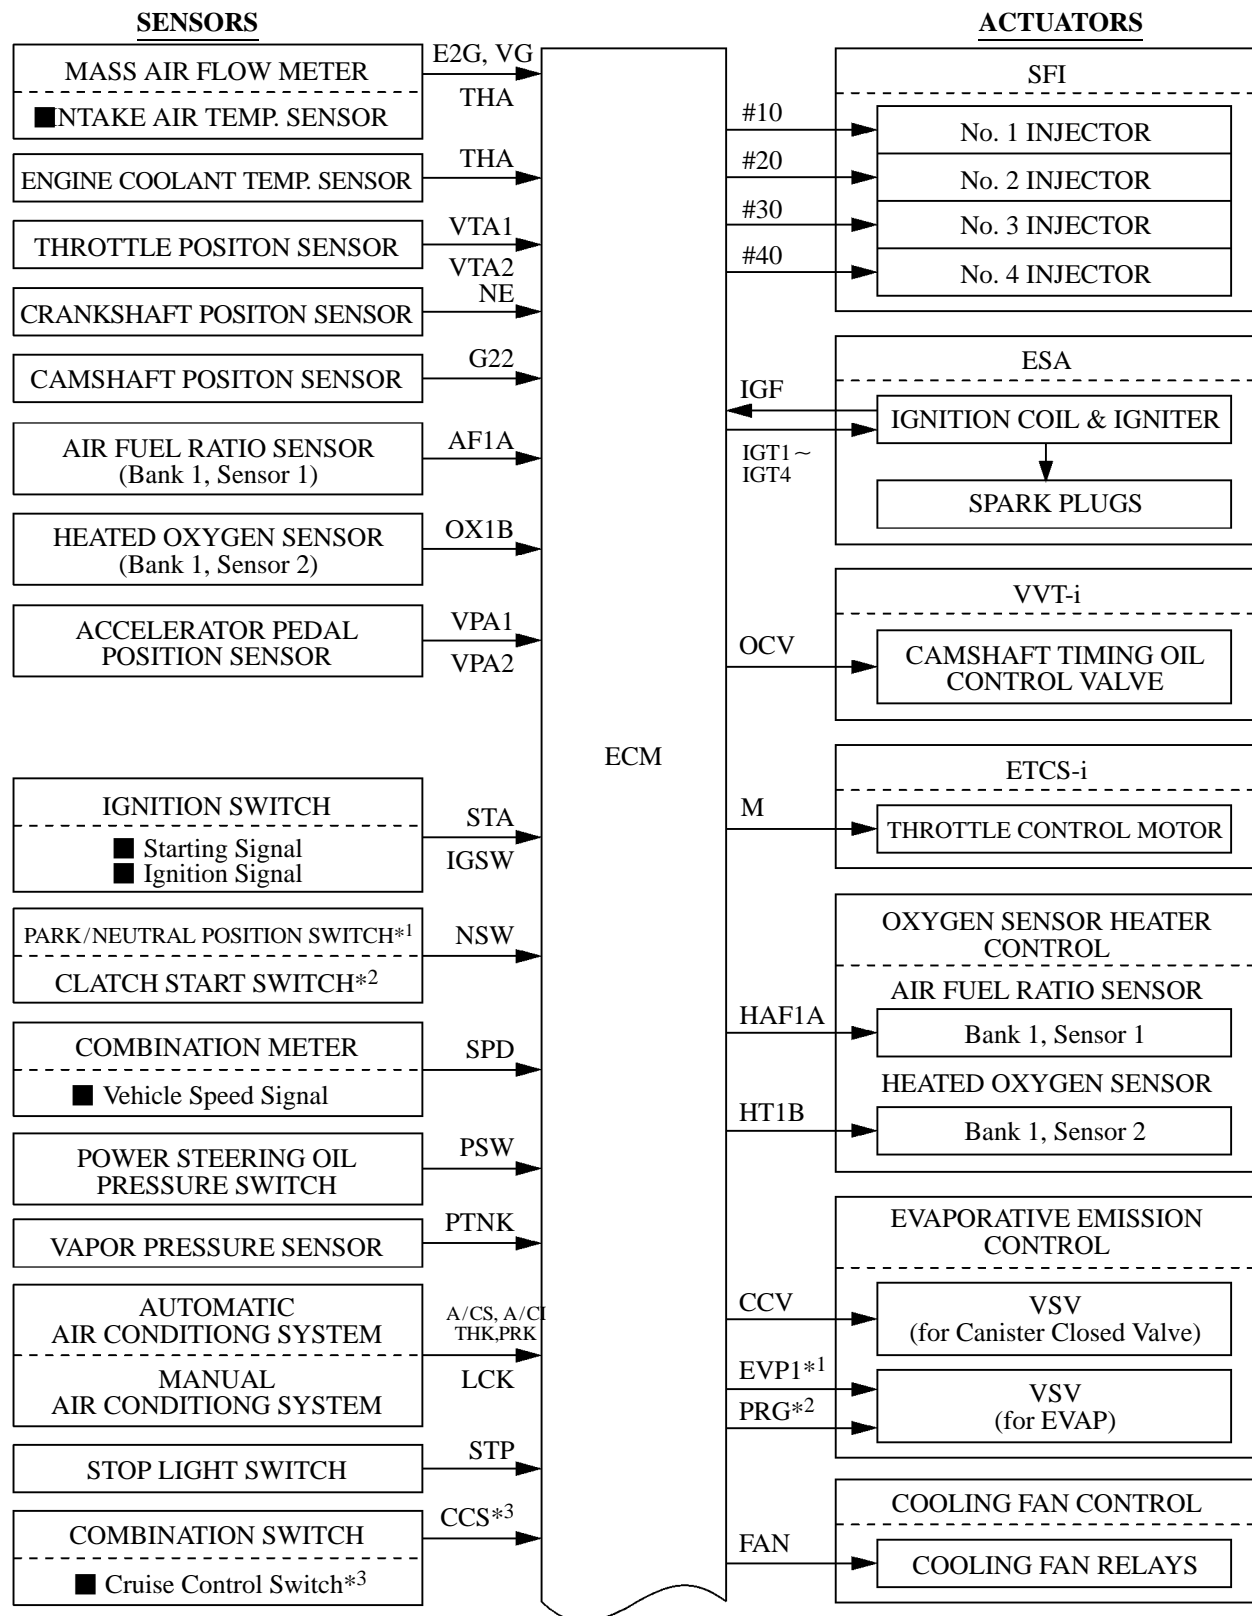 SENSORS
MASS AIR FLOW METER
■NTAKE AIR TEMP. SENSOR
E2G, VG
THA
ENGINE COOLANT TEMP. SENSOR
THA
THROTTLE POSITON SENSOR
VTA1
VTA2
CRANKSHAFT POSITON SENSOR
NE
CAMSHAFT POSITON SENSOR
G22
AIR FUEL RATIO SENSOR
(Bank 1, Sensor 1)
AF1A
HEATED OXYGEN SENSOR
(Bank 1, Sensor 2)
OX1B
ACCELERATOR PEDAL
POSITION SENSOR
VPA1
VPA2
IGNITION SWITCH
■ Starting Signal
■ Ignition Signal
STA
IGSW
PARK/NEUTRAL POSITION SWITCH*1
CLATCH START SWITCH*2
NSW
COMBINATION METER
■ Vehicle Speed Signal
SPD
POWER STEERING OIL
PRESSURE SWITCH
PSW
VAPOR PRESSURE SENSOR
PTNK
AUTOMATIC
AIR CONDITIONG SYSTEM
MANUAL
AIR CONDITIONG SYSTEM
A/CS, A/CI
THK,PRK
LCK
STOP LIGHT SWITCH
STP
COMBINATION SWITCH
■ Cruise Control Switch*3
CCS*3
ECM
ACTUATORS
SFI
#10
No. 1 INJECTOR
#20
No. 2 INJECTOR
#30
No. 3 INJECTOR
#40
No. 4 INJECTOR
ESA
IGF
IGNITION COIL & IGNITER
IGT1~
IGT4
SPARK PLUGS
VVT-i
OCV
CAMSHAFT TIMING OIL
CONTROL VALVE
ETCS-i
M
THROTTLE CONTROL MOTOR
OXYGEN SENSOR HEATER
CONTROL
AIR FUEL RATIO SENSOR
HAF1A
Bank 1, Sensor 1
HEATED OXYGEN SENSOR
HT1B
Bank 1, Sensor 2
EVAPORATIVE EMISSION
CONTROL
CCV
VSV
(for Canister Closed Valve)
EVP1*1
PRG*2
VSV
(for EVAP)
COOLING FAN CONTROL
FAN
COOLING FAN RELAYS